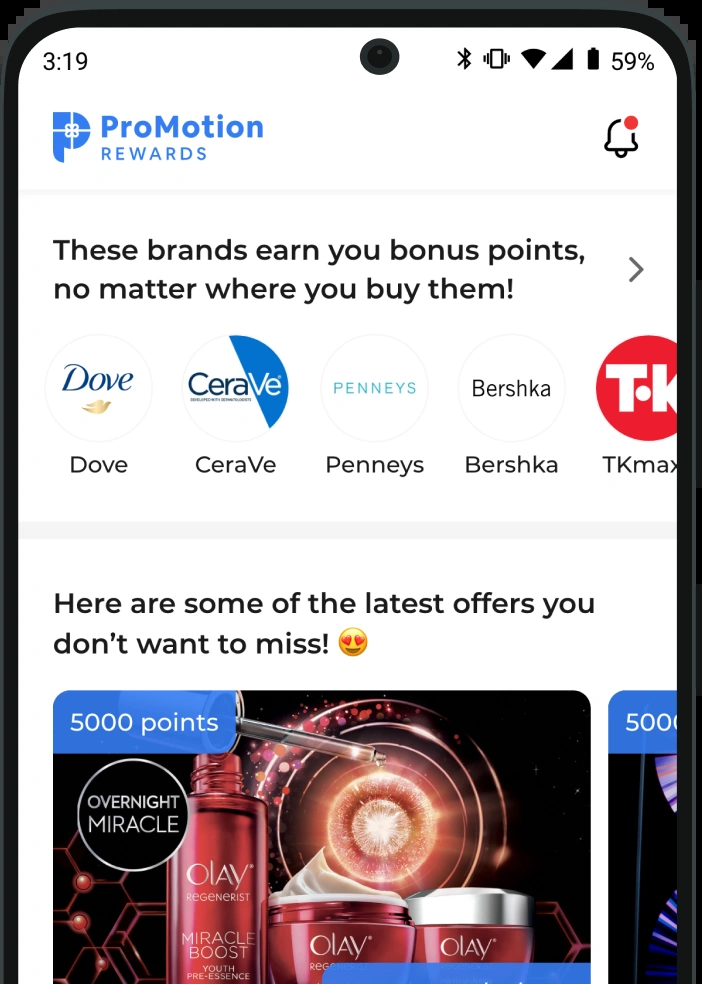 3:19
59%
ProMotion
REWARDS
These brands earn you bonus points,
no matter where you buy them!
Dove
CeraVe
DEVELOPED WITH DERMATOLOGISTS
PENNEYS
Bershka
T·K
Dove
CeraVe
Penneys
Bershka
TKmax
Here are some of the latest offers you
don’t want to miss! 😍
5000 points
OVERNIGHT
MIRACLE
OLAY®
REGENERIST
MIRACLE
BOOST
YOUTH
PRE-ESSENCE
OLAY®
OLAY®